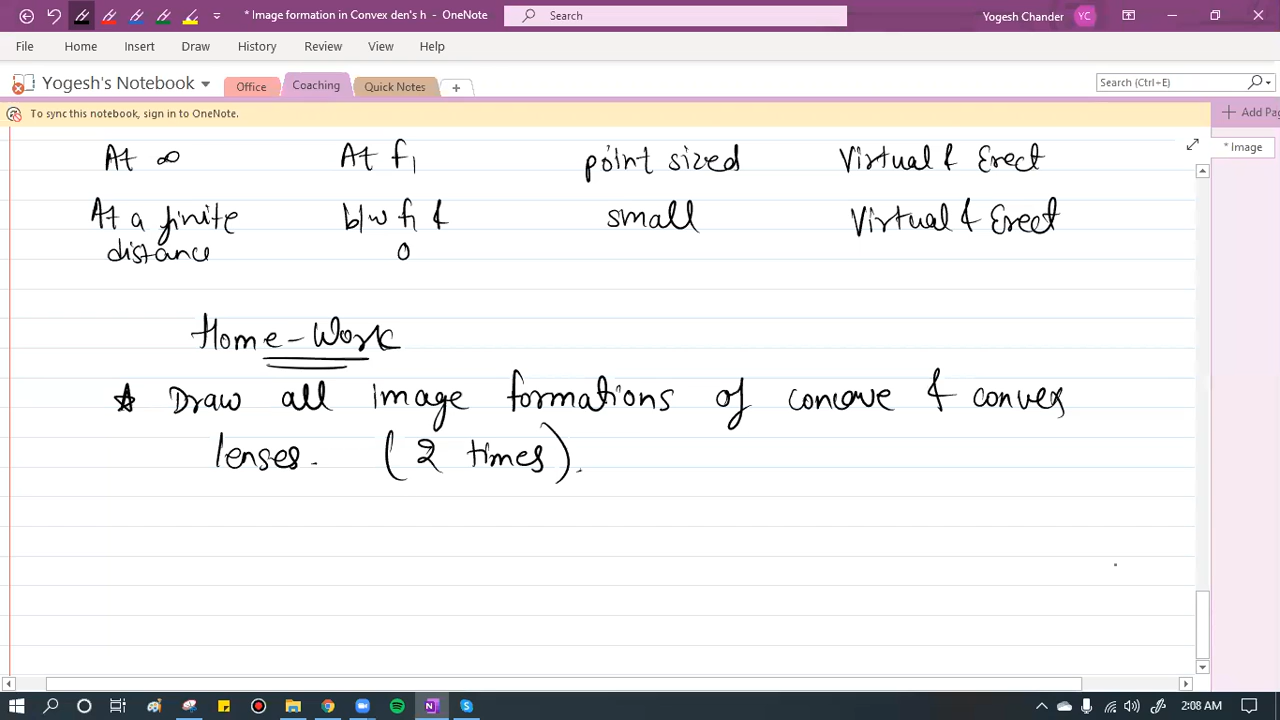 * Image formation in Convex den's h - OneNote
Search
Yogesh Chander
YC
File Home Insert Draw History Review View Help
Yogesh's Notebook
Office
Coaching
Quick Notes
Search (Ctrl+E)
To sync this notebook, sign in to OneNote.
Add Pag
* Image
At ∞ At f1 point sized Virtual & Erect
At a finite b/w f1 & small Virtual & Erect
distance O
Home-Work
☆ Draw all image formations of concave & convex
lenses. (2 times).
2:08 AM